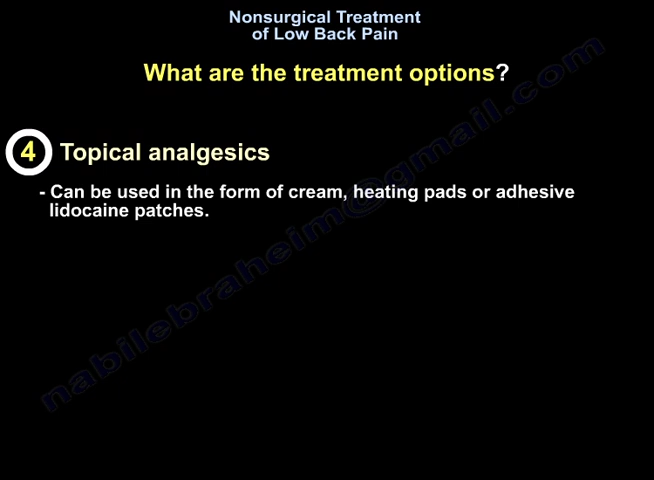 Nonsurgical Treatment
of Low Back Pain
What are the treatment options?
4 Topical analgesics
- Can be used in the form of cream, heating pads or adhesive
lidocaine patches.
nabilebraheim@gmail.com